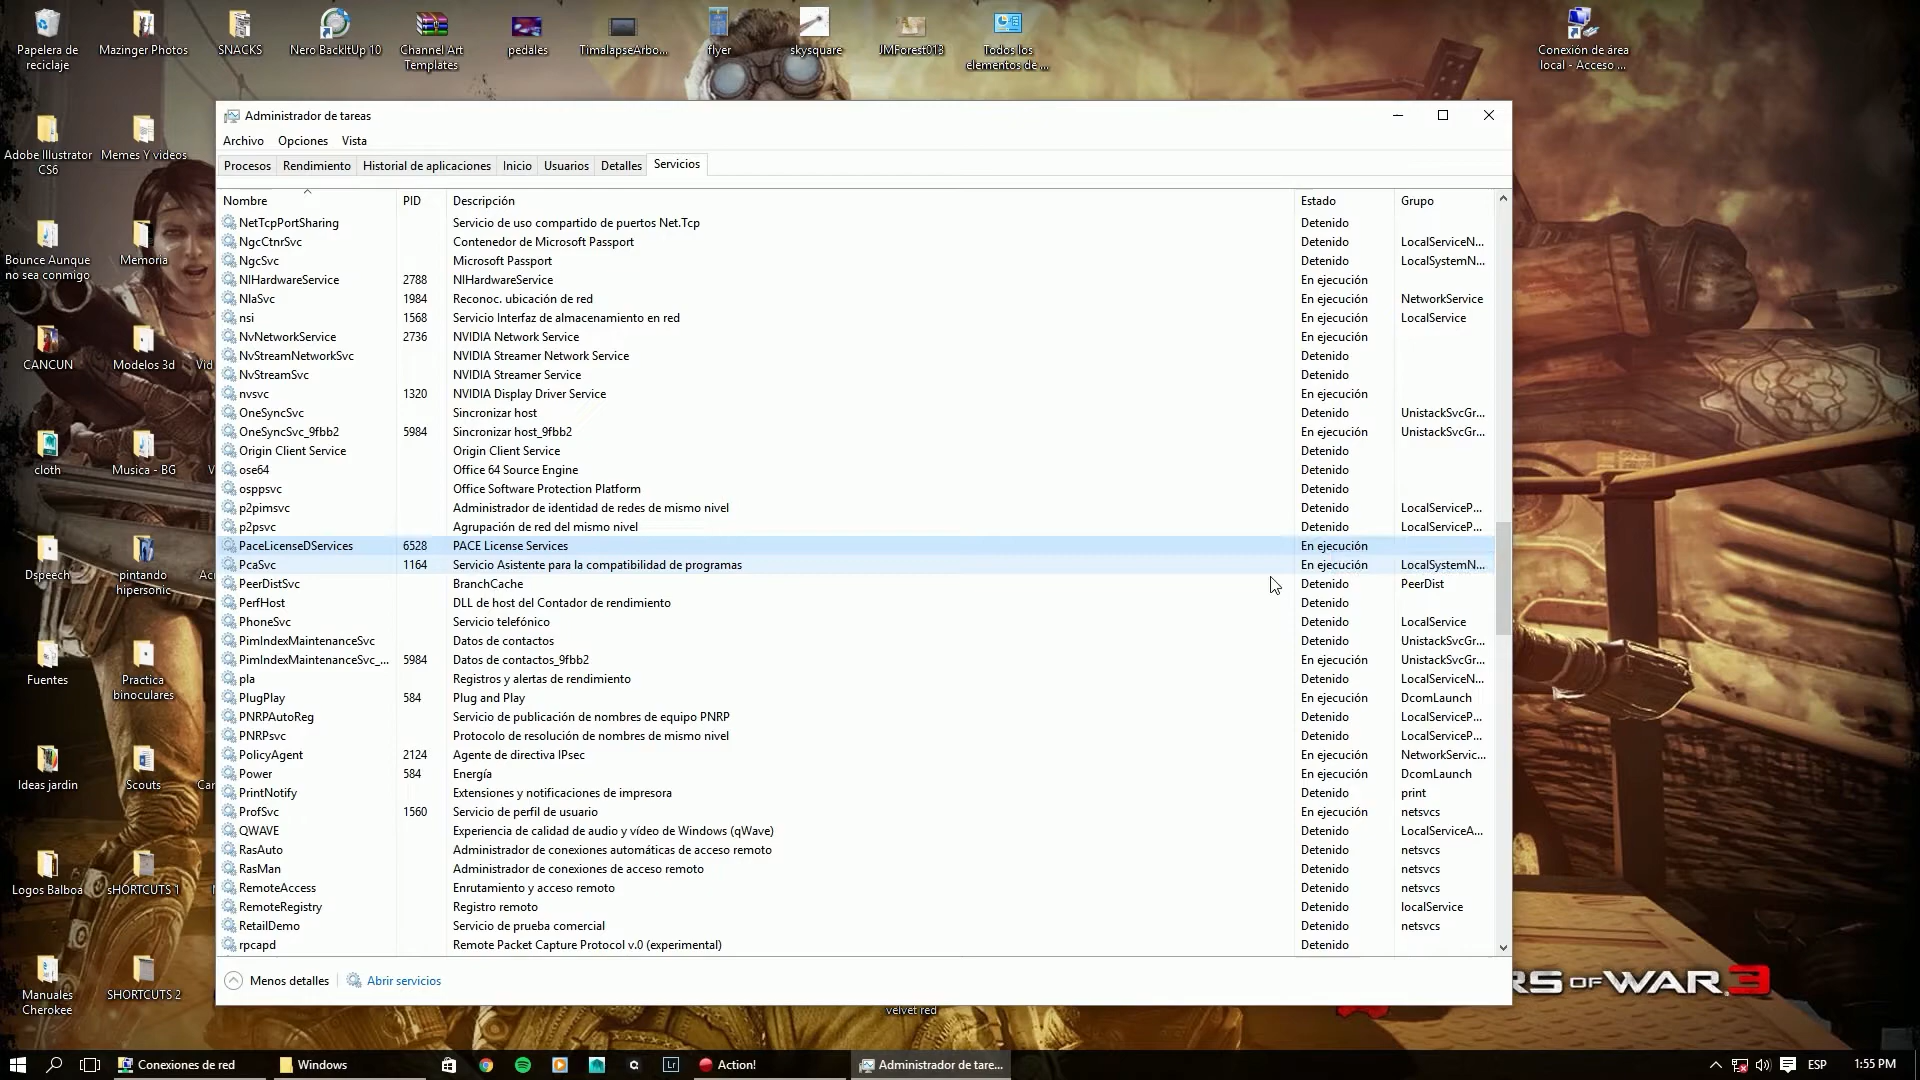 Papelera de
reciclaje
Mazinger Photos
SNACKS
Nero BackItUp 10
Channel Art
Templates
pedales
TimalapseArbo...
flyer
skysquare
JMForest013
Todos los
elementos de ...
Conexión de área
local - Acceso ...
Adobe Illustrator
CS6
Memes Y videos
Bounce Aunque
no sea conmigo
Memoria
CANCUN
Modelos 3d
Vid
cloth
Musica - BG
V
Dspeech
pintando
hipersonic
Aci
Fuentes
Practica
binoculares
Ideas jardin
Scouts
Car
Logos Balboa
sHORTCUTS 1
Manuales
Cherokee
SHORTCUTS 2
Administrador de tareas
Archivo Opciones Vista
Procesos Rendimiento Historial de aplicaciones Inicio Usuarios Detalles Servicios
Nombre PID Descripción Estado Grupo
NetTcpPortSharing Servicio de uso compartido de puertos Net.Tcp Detenido
NgcCtnrSvc Contenedor de Microsoft Passport Detenido LocalServiceN...
NgcSvc Microsoft Passport Detenido LocalSystemN...
NIHardwareService 2788 NIHardwareService En ejecución
NlaSvc 1984 Reconoc. ubicación de red En ejecución NetworkService
nsi 1568 Servicio Interfaz de almacenamiento en red En ejecución LocalService
NvNetworkService 2736 NVIDIA Network Service En ejecución
NvStreamNetworkSvc NVIDIA Streamer Network Service Detenido
NvStreamSvc NVIDIA Streamer Service Detenido
nvsvc 1320 NVIDIA Display Driver Service En ejecución
OneSyncSvc Sincronizar host Detenido UnistackSvcGr...
OneSyncSvc_9fbb2 5984 Sincronizar host_9fbb2 En ejecución UnistackSvcGr...
Origin Client Service Origin Client Service Detenido
ose64 Office 64 Source Engine Detenido
osppsvc Office Software Protection Platform Detenido
p2pimsvc Administrador de identidad de redes de mismo nivel Detenido LocalServiceP...
p2psvc Agrupación de red del mismo nivel Detenido LocalServiceP...
PaceLicenseDServices 6528 PACE License Services En ejecución
PcaSvc 1164 Servicio Asistente para la compatibilidad de programas En ejecución LocalSystemN...
PeerDistSvc BranchCache Detenido PeerDist
PerfHost DLL de host del Contador de rendimiento Detenido
PhoneSvc Servicio telefónico Detenido LocalService
PimIndexMaintenanceSvc Datos de contactos Detenido UnistackSvcGr...
PimIndexMaintenanceSvc_... 5984 Datos de contactos_9fbb2 En ejecución UnistackSvcGr...
pla Registros y alertas de rendimiento Detenido LocalServiceN...
PlugPlay 584 Plug and Play En ejecución DcomLaunch
PNRPAutoReg Servicio de publicación de nombres de equipo PNRP Detenido LocalServiceP...
PNRPsvc Protocolo de resolución de nombres de mismo nivel Detenido LocalServiceP...
PolicyAgent 2124 Agente de directiva IPsec En ejecución NetworkServic...
Power 584 Energía En ejecución DcomLaunch
PrintNotify Extensiones y notificaciones de impresora Detenido print
ProfSvc 1560 Servicio de perfil de usuario En ejecución netsvcs
QWAVE Experiencia de calidad de audio y vídeo de Windows (qWave) Detenido LocalServiceA...
RasAuto Administrador de conexiones automáticas de acceso remoto Detenido netsvcs
RasMan Administrador de conexiones de acceso remoto Detenido netsvcs
RemoteAccess Enrutamiento y acceso remoto Detenido netsvcs
RemoteRegistry Registro remoto Detenido localService
RetailDemo Servicio de prueba comercial Detenido netsvcs
rpcapd Remote Packet Capture Protocol v.0 (experimental) Detenido
Menos detalles Abrir servicios
RS OF WAR 3
velvet red
Conexiones de red Windows Lr Action! Administrador de tare... ESP 1:55 PM